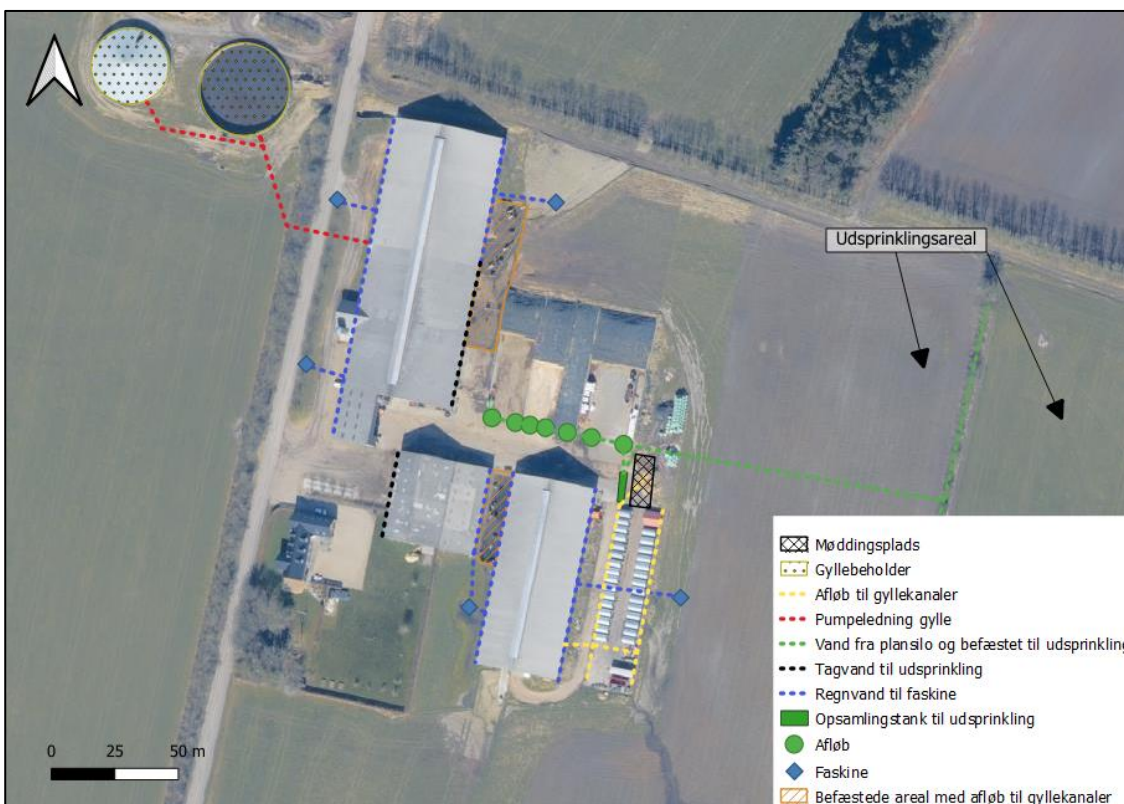 Udsprinklingsareal
Møddingsplads
Gyllebeholder
Afløb til gyllekanaler
Pumpeledning gylle
Vand fra plansilo og befæstet til udsprinkling
Tagvand til udsprinkling
Regnvand til faskine
Opsamlingstank til udsprinkling
Afløb
Faskine
Befæstede areal med afløb til gyllekanaler
0 25 50 m